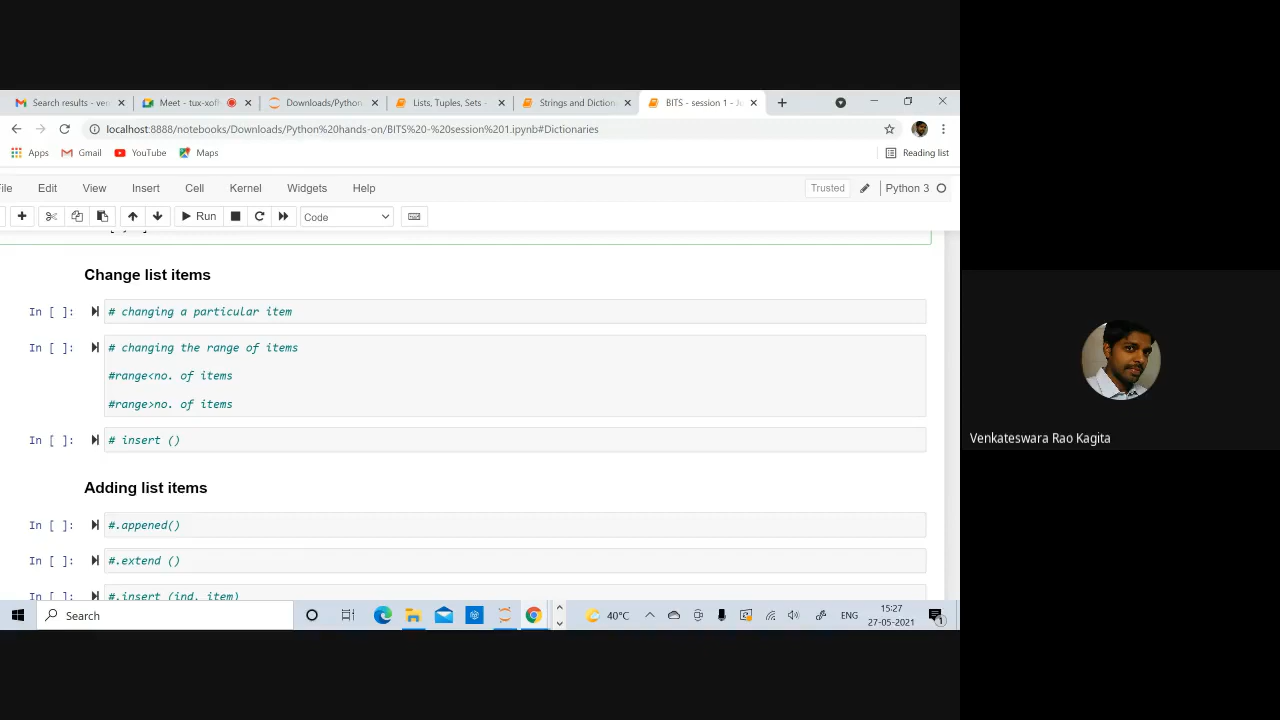 Search results - ven
Meet - tux-xoff
Downloads/Python
Lists, Tuples, Sets -
Strings and Diction
BITS - session 1 - Ju
localhost:8888/notebooks/Downloads/Python%20hands-on/BITS%20-%20session%201.ipynb#Dictionaries
Apps Gmail YouTube Maps Reading list
File Edit View Insert Cell Kernel Widgets Help Trusted Python 3
Run Code
Change list items
In [ ]: # changing a particular item
In [ ]: # changing the range of items
#range<no. of items
#range>no. of items
In [ ]: # insert ()
Venkateswara Rao Kagita
Adding list items
In [ ]: #.appened()
In [ ]: #.extend ()
In [ ]: #.insert (ind, item)
Search 40°C ENG 15:27
27-05-2021